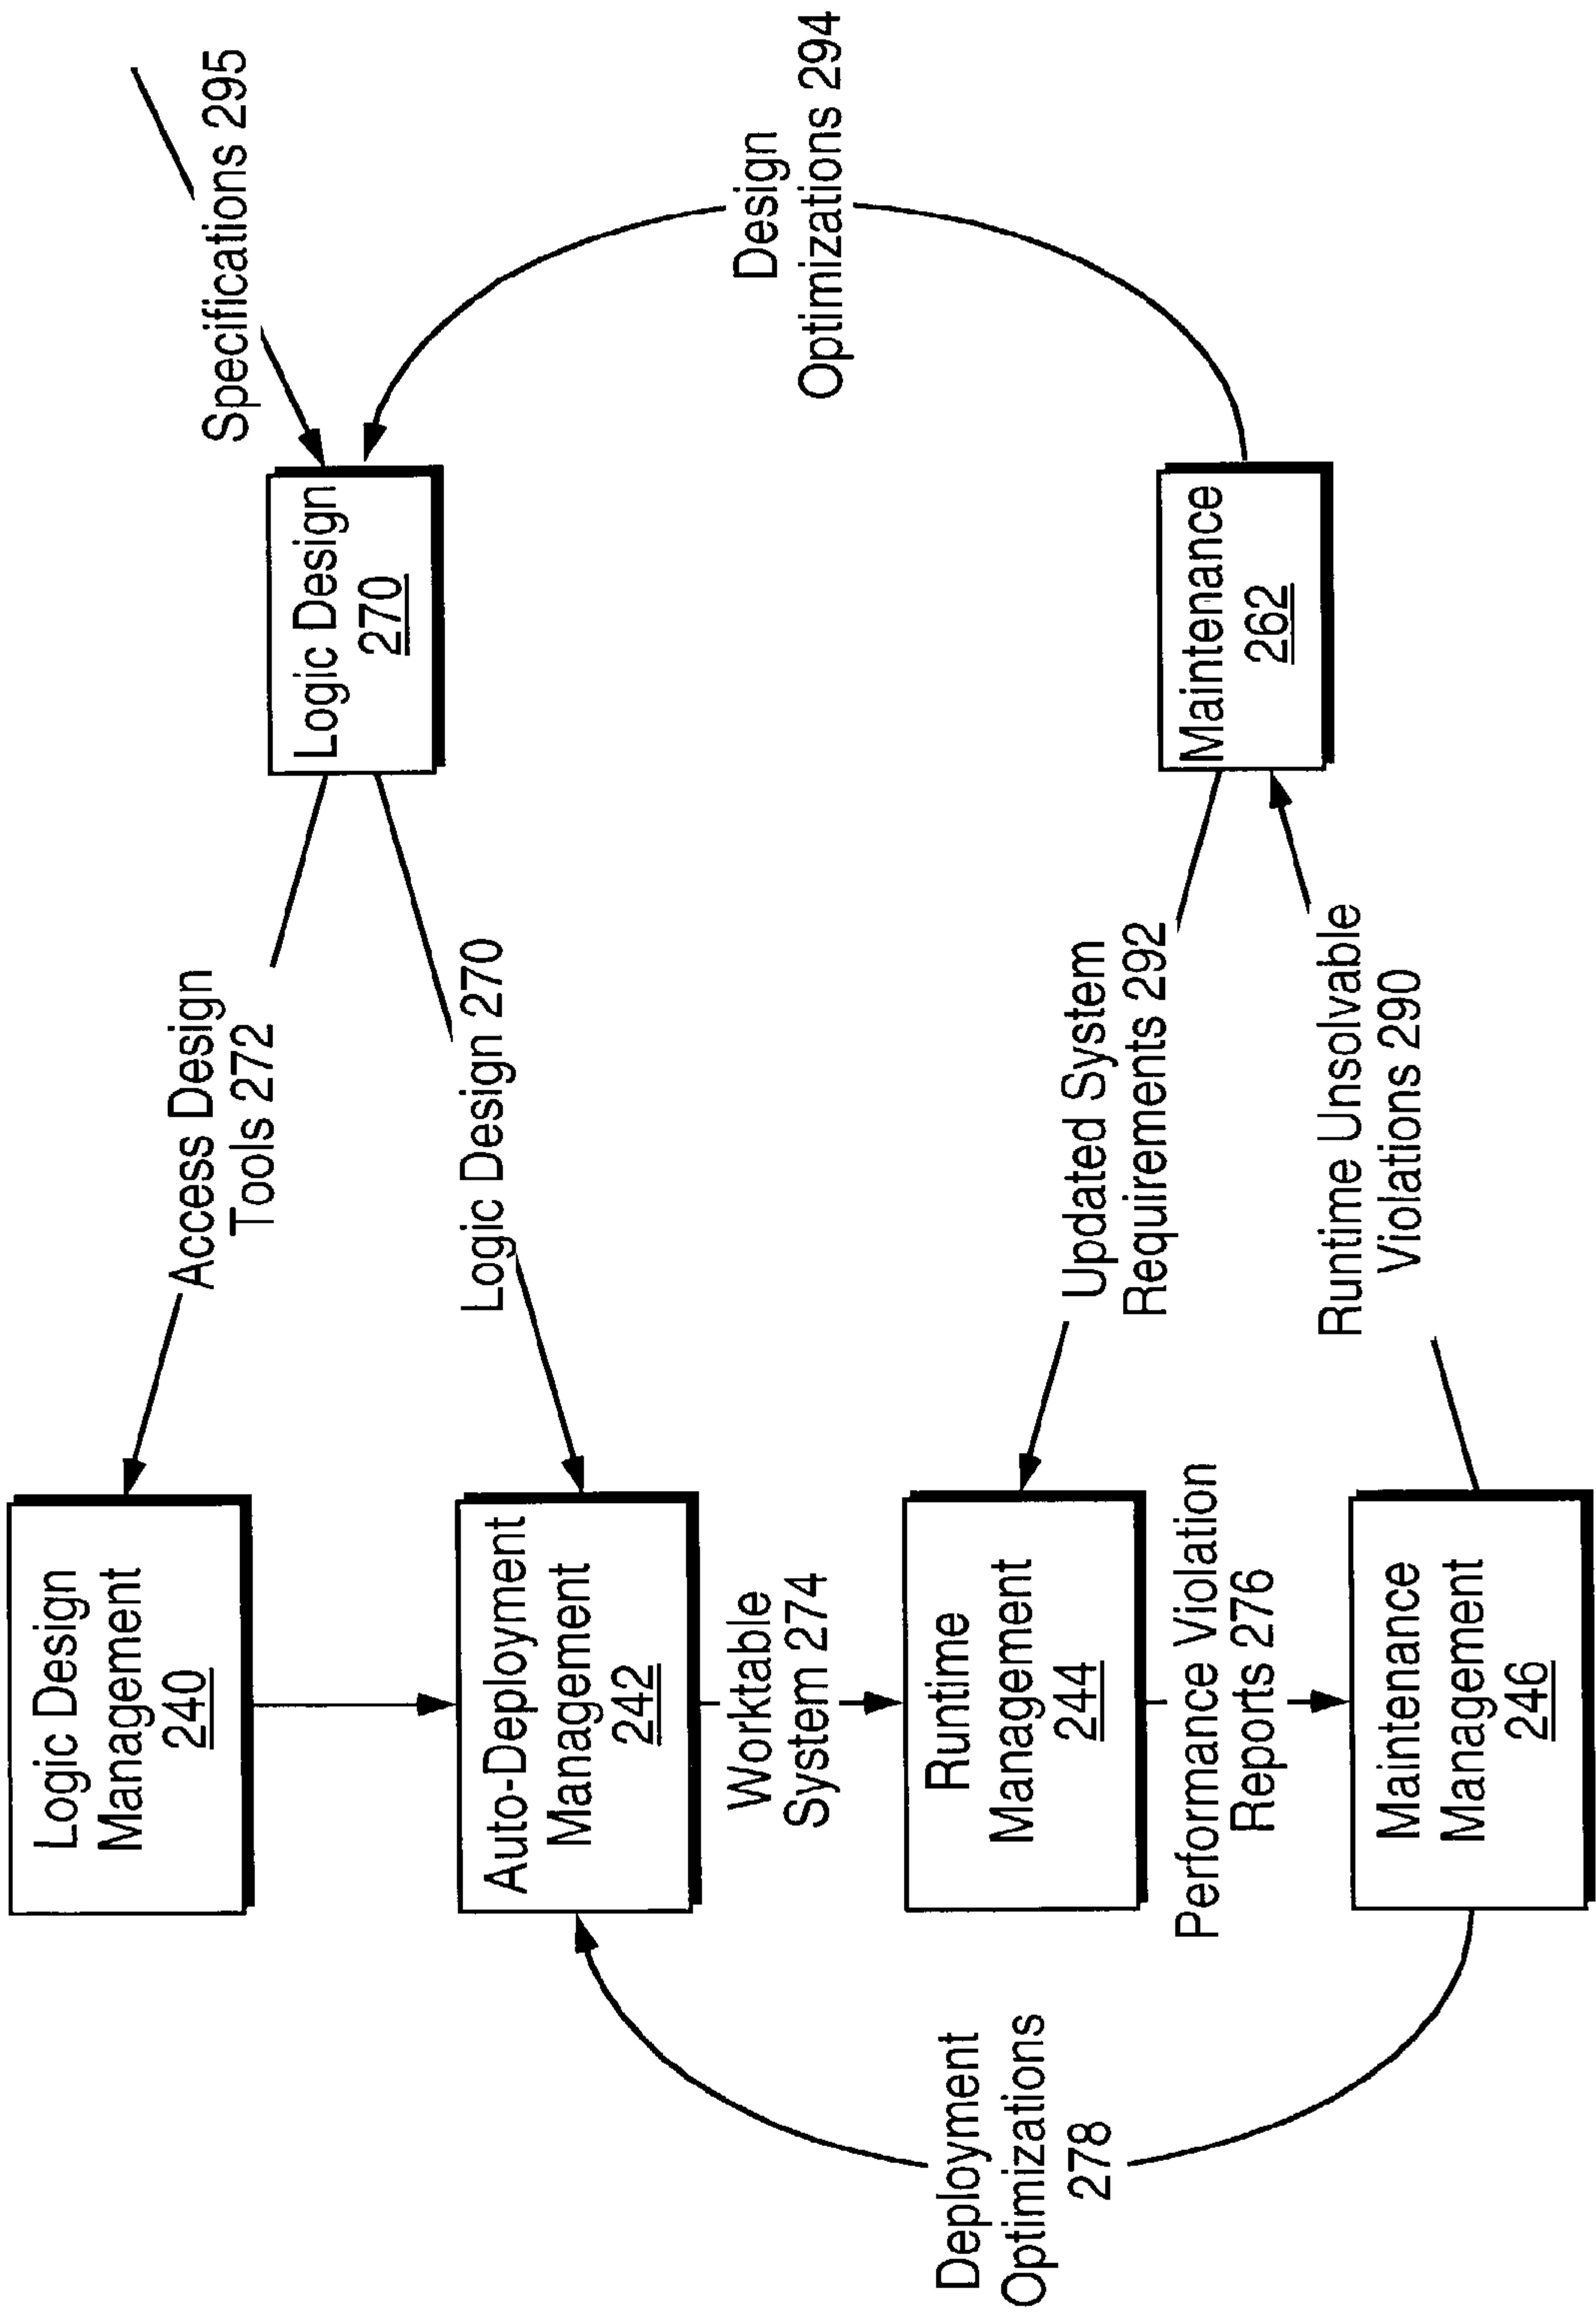 Logic Design
Management
240
Access Design
Tools 272
Logic Design
270
Specifications 295
Auto-Deployment
Management
242
Logic Design 270
Worktable
System 274
Deployment
Optimizations
278
Runtime
Management
244
Updated System
Requirements 292
Design
Optimizations 294
Performance Violation
Reports 276
Maintenance
262
Runtime Unsolvable
Violations 290
Maintenance
Management
246